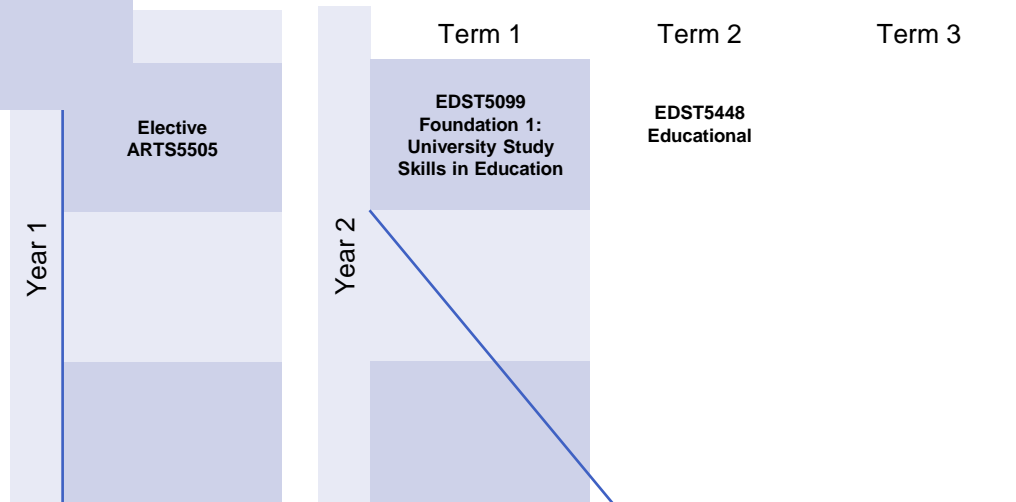 Term 1
Term 2
Term 3
Year 1
Elective
ARTS5505
Year 2
EDST5099
Foundation 1:
University Study
Skills in Education
EDST5448
Educational